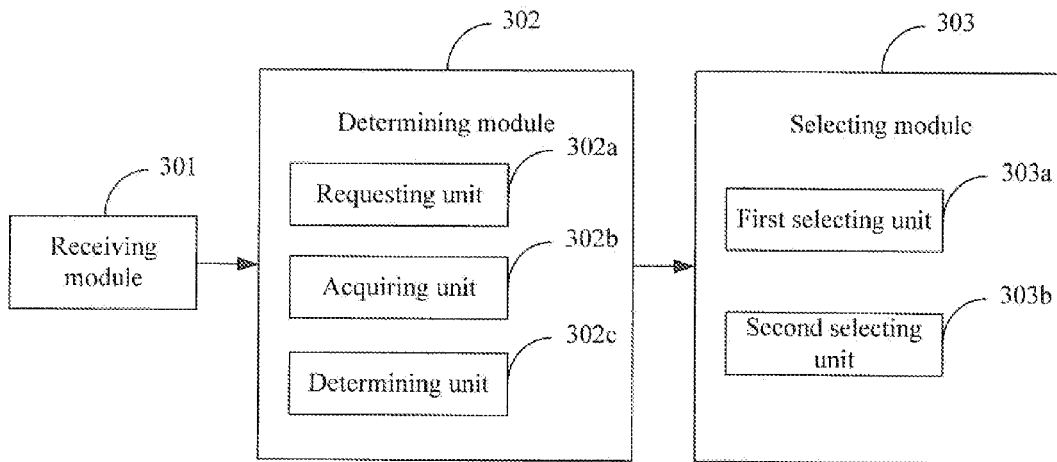 302
303
Determining module
Selecting module
302a
301
303a
Requesting unit
First selecting unit
Receiving
module
302b
Acquiring unit
303b
302c
Second selecting
unit
Determining unit